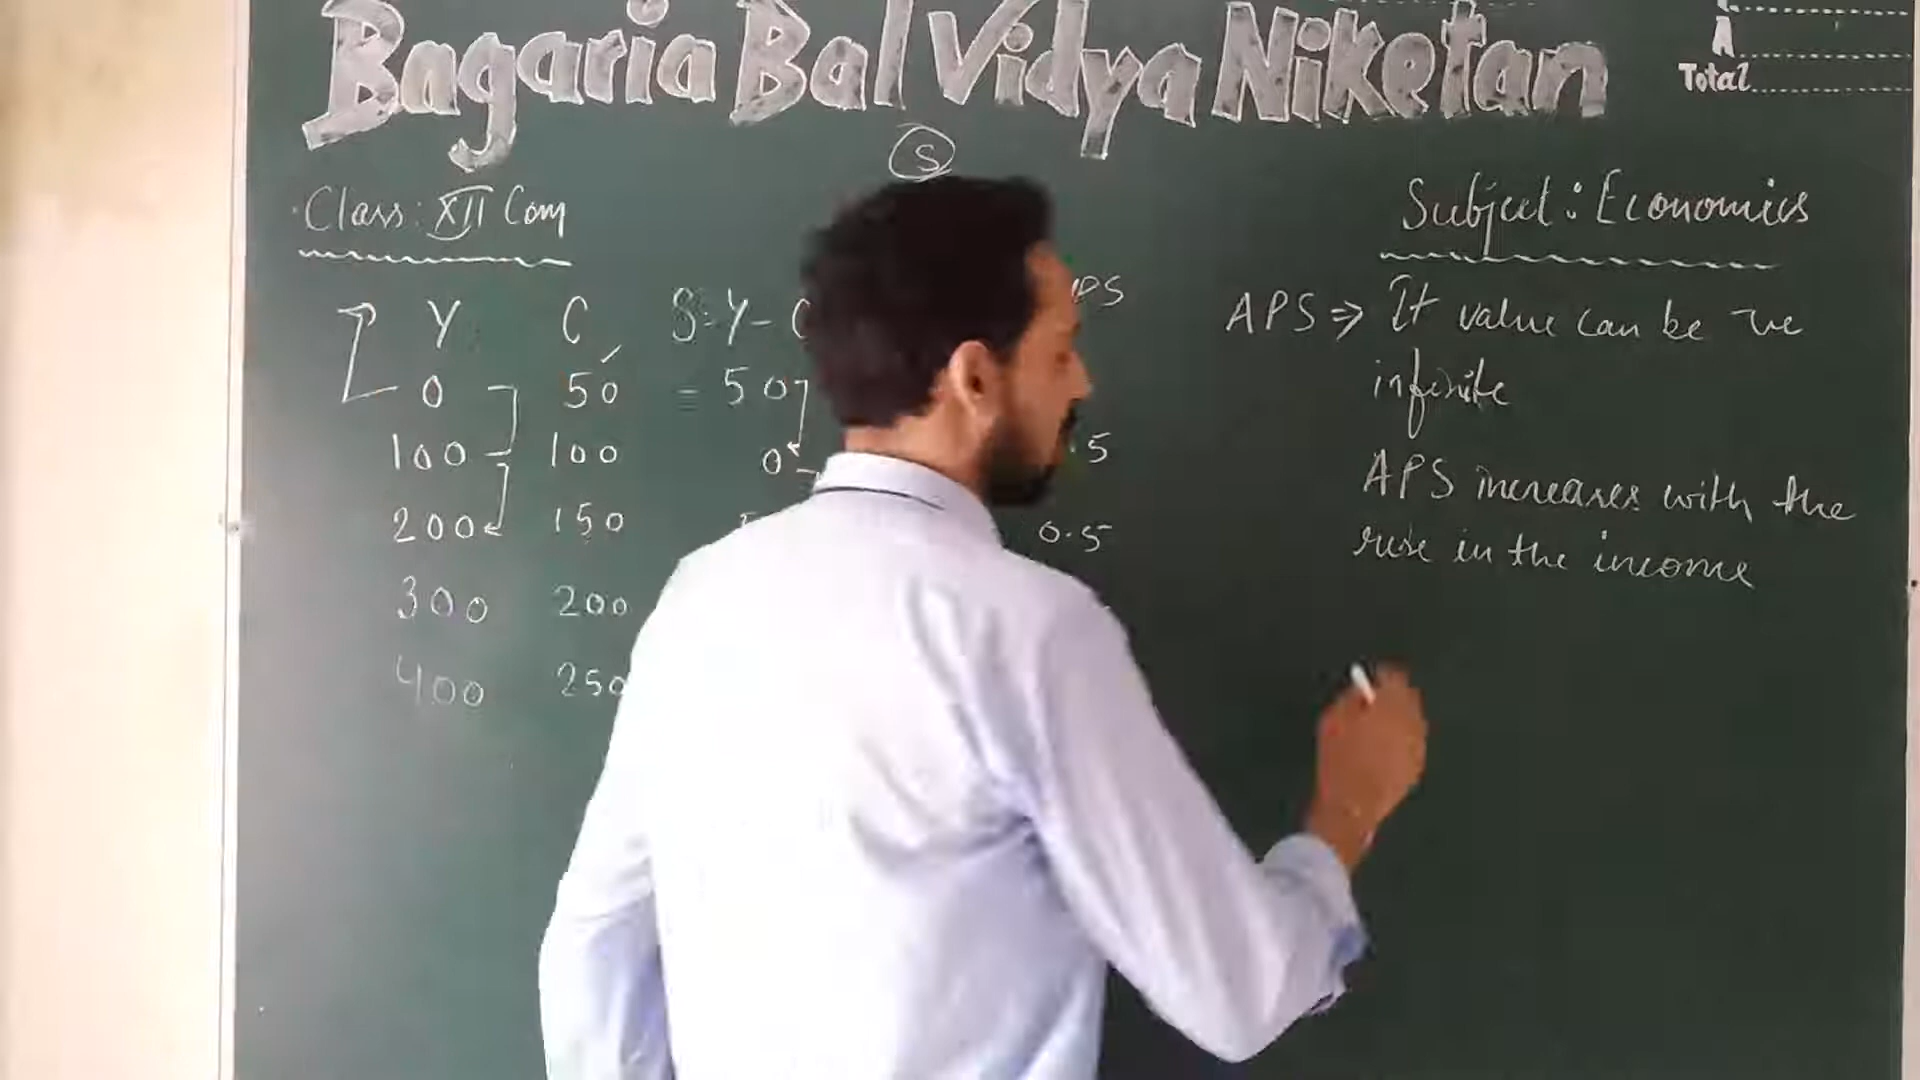 Bagaria Bal Vidya Niketan
A
Total
S
Class: XII Com
Subject: Economics
Y C S=Y-C PS
0 50 = 50
100 100 0 .5
200 150 0.5
300 200
400 250
APS ⇒ It value can be -ve
infinite
APS increases with the
rise in the income